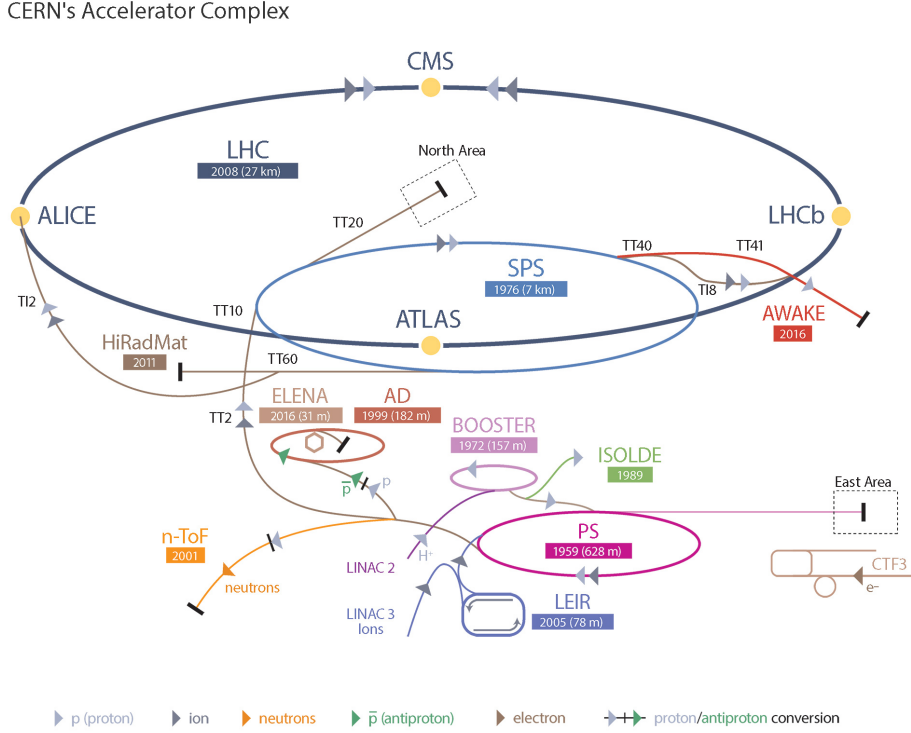 CERN's Accelerator Complex
CMS
LHC
2008 (27 km)
North Area
ALICE
LHCb
TT20
TT40
TT41
SPS
1976 (7 km)
TI8
TI2
TT10
ATLAS
AWAKE
2016
HiRadMat
2011
TT60
ELENA
2016 (31 m)
AD
1999 (182 m)
TT2
BOOSTER
1972 (157 m)
ISOLDE
1989
p̅
p
East Area
n-ToF
2001
neutrons
H⁺
PS
1959 (628 m)
LINAC 2
CTF3
e⁻
LEIR
2005 (78 m)
LINAC 3
Ions
p (proton)
ion
neutrons
p̅ (antiproton)
electron
proton/antiproton conversion